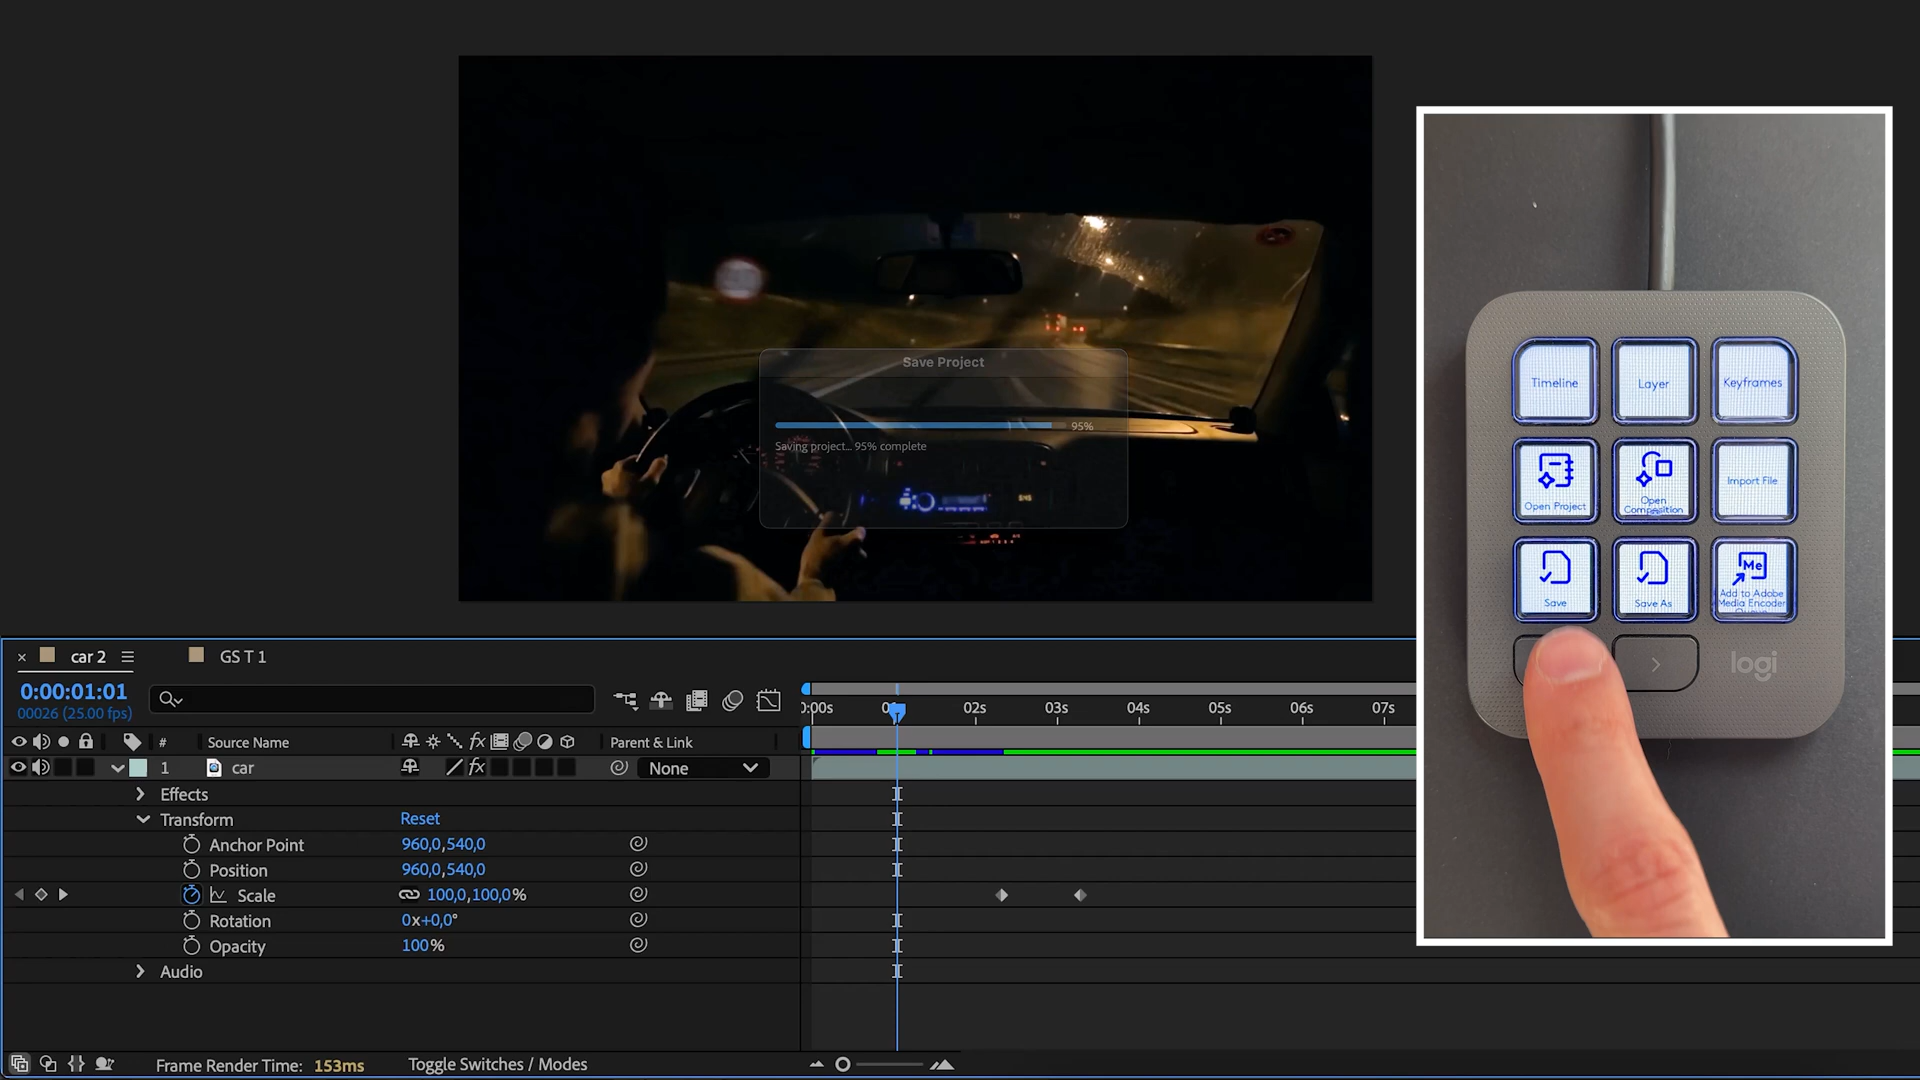 Save Project
95%
Saving project... 95% complete
Timeline
Layer
Keyframes
Open Project
Open
Composition
Import File
Save
Save As
Me
Add to Adobe
Media Encoder
Queue
logi
× car 2
GS T 1
0:00:01:01
00026 (25.00 fps)
0:00s
02s
03s
04s
05s
06s
07s
#
Source Name
fx
Parent & Link
1
car
fx
None
Effects
Transform
Reset
Anchor Point
960,0,540,0
Position
960,0,540,0
Scale
100,0,100,0%
Rotation
0x+0,0°
Opacity
100%
Audio
Frame Render Time: 153ms
Toggle Switches / Modes